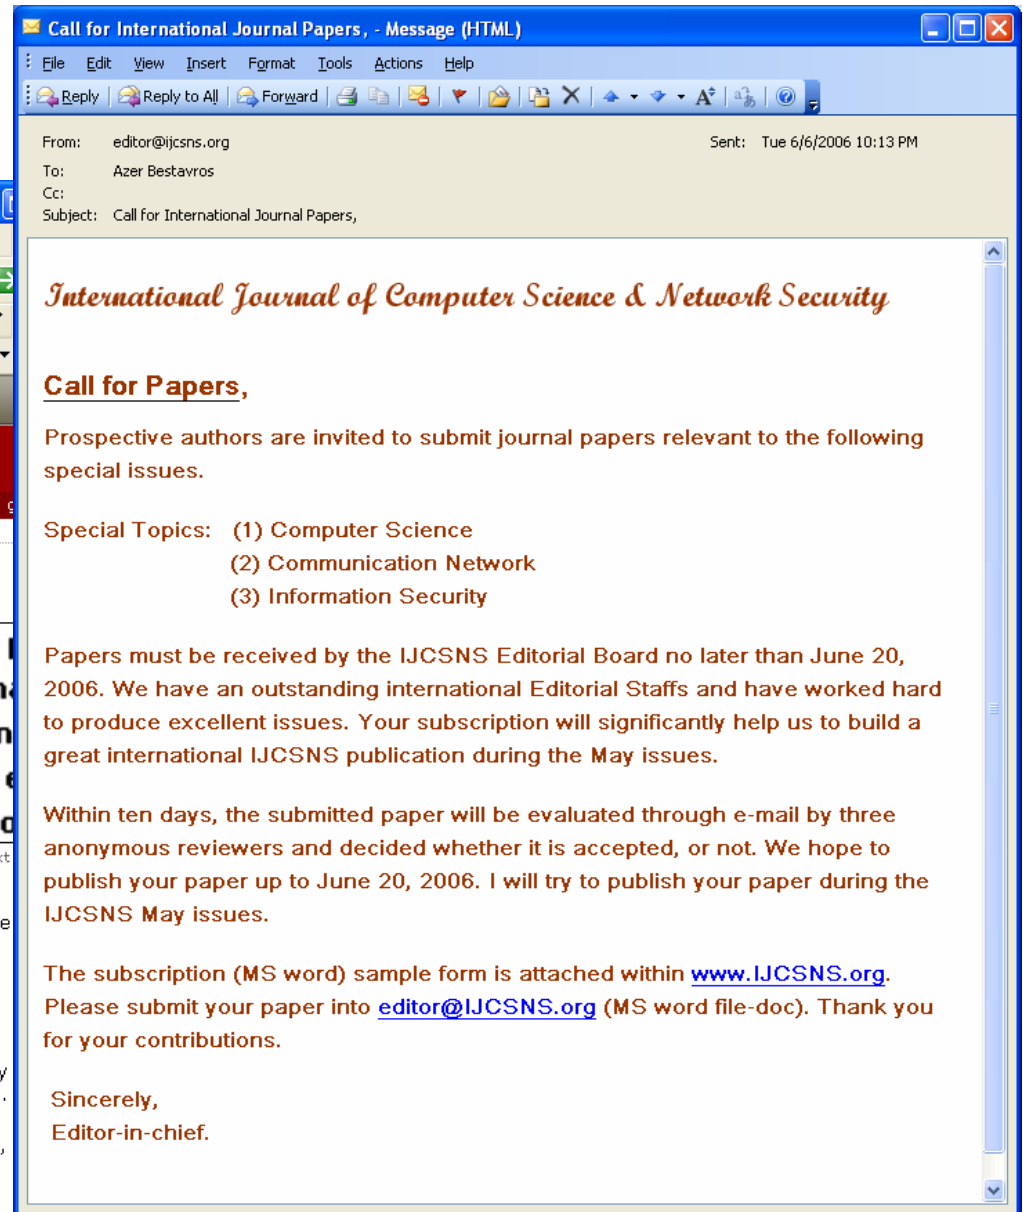 Call for International Journal Papers, - Message (HTML)
File Edit View Insert Format Tools Actions Help
Reply Reply to All Forward
From: editor@ijcsns.org Sent: Tue 6/6/2006 10:13 PM
To: Azer Bestavros
Cc:
Subject: Call for International Journal Papers,
International Journal of Computer Science & Network Security
Call for Papers,
Prospective authors are invited to submit journal papers relevant to the following
special issues.
Special Topics: (1) Computer Science
(2) Communication Network
(3) Information Security
Papers must be received by the IJCSNS Editorial Board no later than June 20,
2006. We have an outstanding international Editorial Staffs and have worked hard
to produce excellent issues. Your subscription will significantly help us to build a
great international IJCSNS publication during the May issues.
Within ten days, the submitted paper will be evaluated through e-mail by three
anonymous reviewers and decided whether it is accepted, or not. We hope to
publish your paper up to June 20, 2006. I will try to publish your paper during the
IJCSNS May issues.
The subscription (MS word) sample form is attached within www.IJCSNS.org.
Please submit your paper into editor@IJCSNS.org (MS word file-doc). Thank you
for your contributions.
Sincerely,
Editor-in-chief.